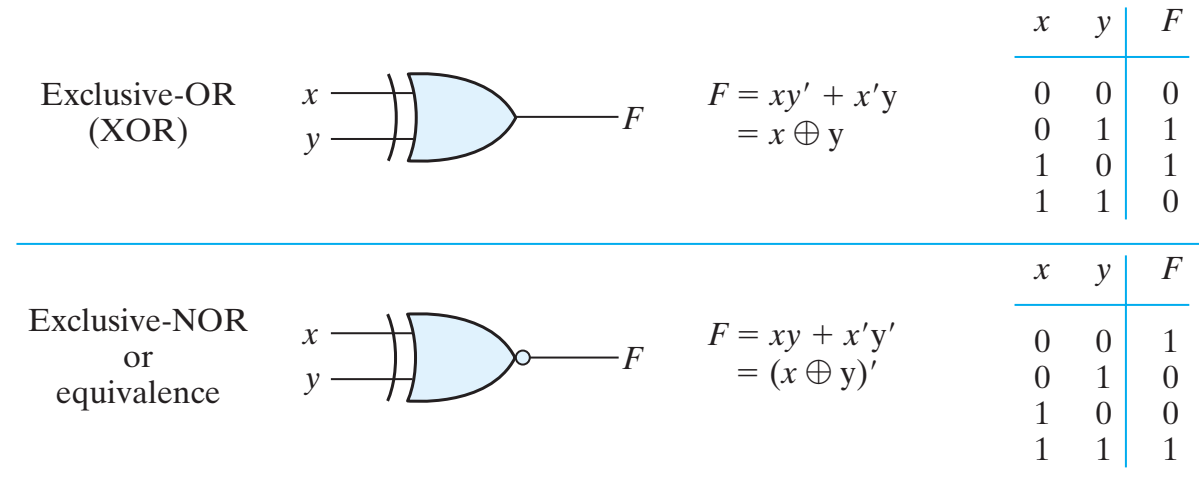 x y F
Exclusive-OR
(XOR)
x
y
F
F = xy′ + x′y
= x ⊕ y
0 0 0
0 1 1
1 0 1
1 1 0
x y F
Exclusive-NOR
or
equivalence
x
y
F
F = xy + x′y′
= (x ⊕ y)′
0 0 1
0 1 0
1 0 0
1 1 1